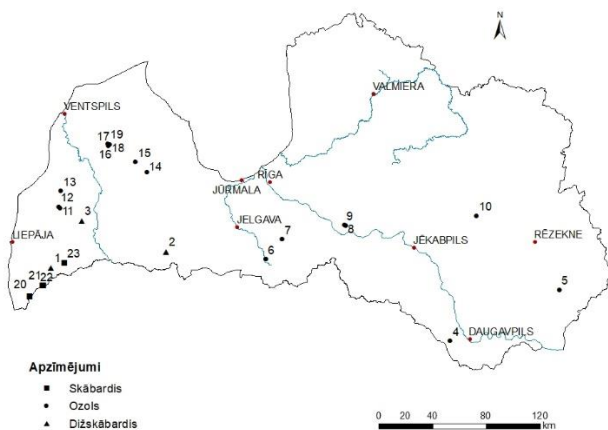 N
VALMIERA
VENTSPILS
17 19
16 18
15
14
RĪGA
JŪRMALA
13
12
11
3
10
LIEPĀJA
JELGAVA
9
8
7
JĒKABPILS
RĒZEKNE
2
6
23
1
21 22
20
5
4
DAUGAVPILS
Apzīmējumi
Skābardis
Ozols
Dižskābardis
0 20 40 80 120
km